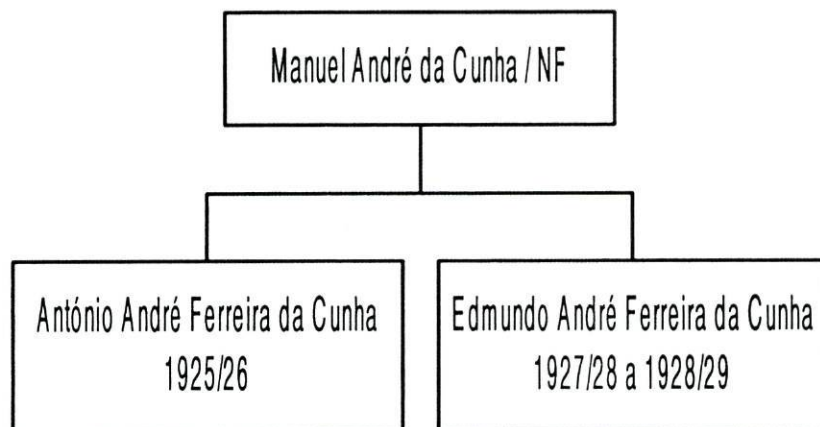 Manuel André da Cunha / NF
António André Ferreira da Cunha
1925/26
Edmundo André Ferreira da Cunha
1927/28 a 1928/29